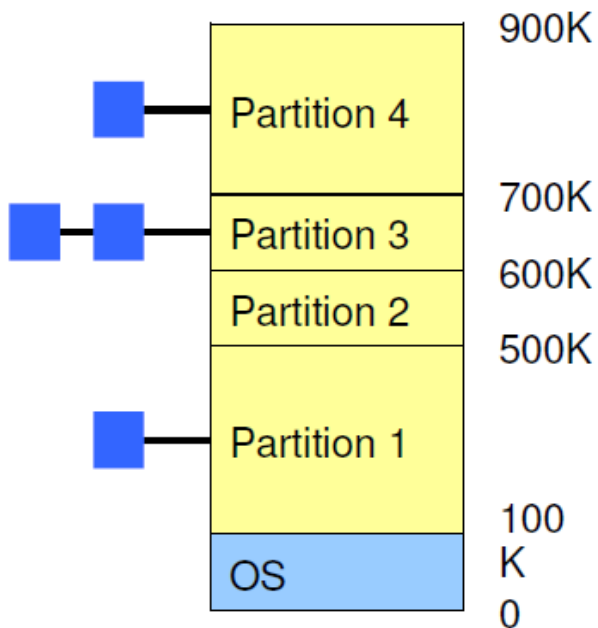 900K
Partition 4
700K
Partition 3
600K
Partition 2
500K
Partition 1
100
K
OS
0